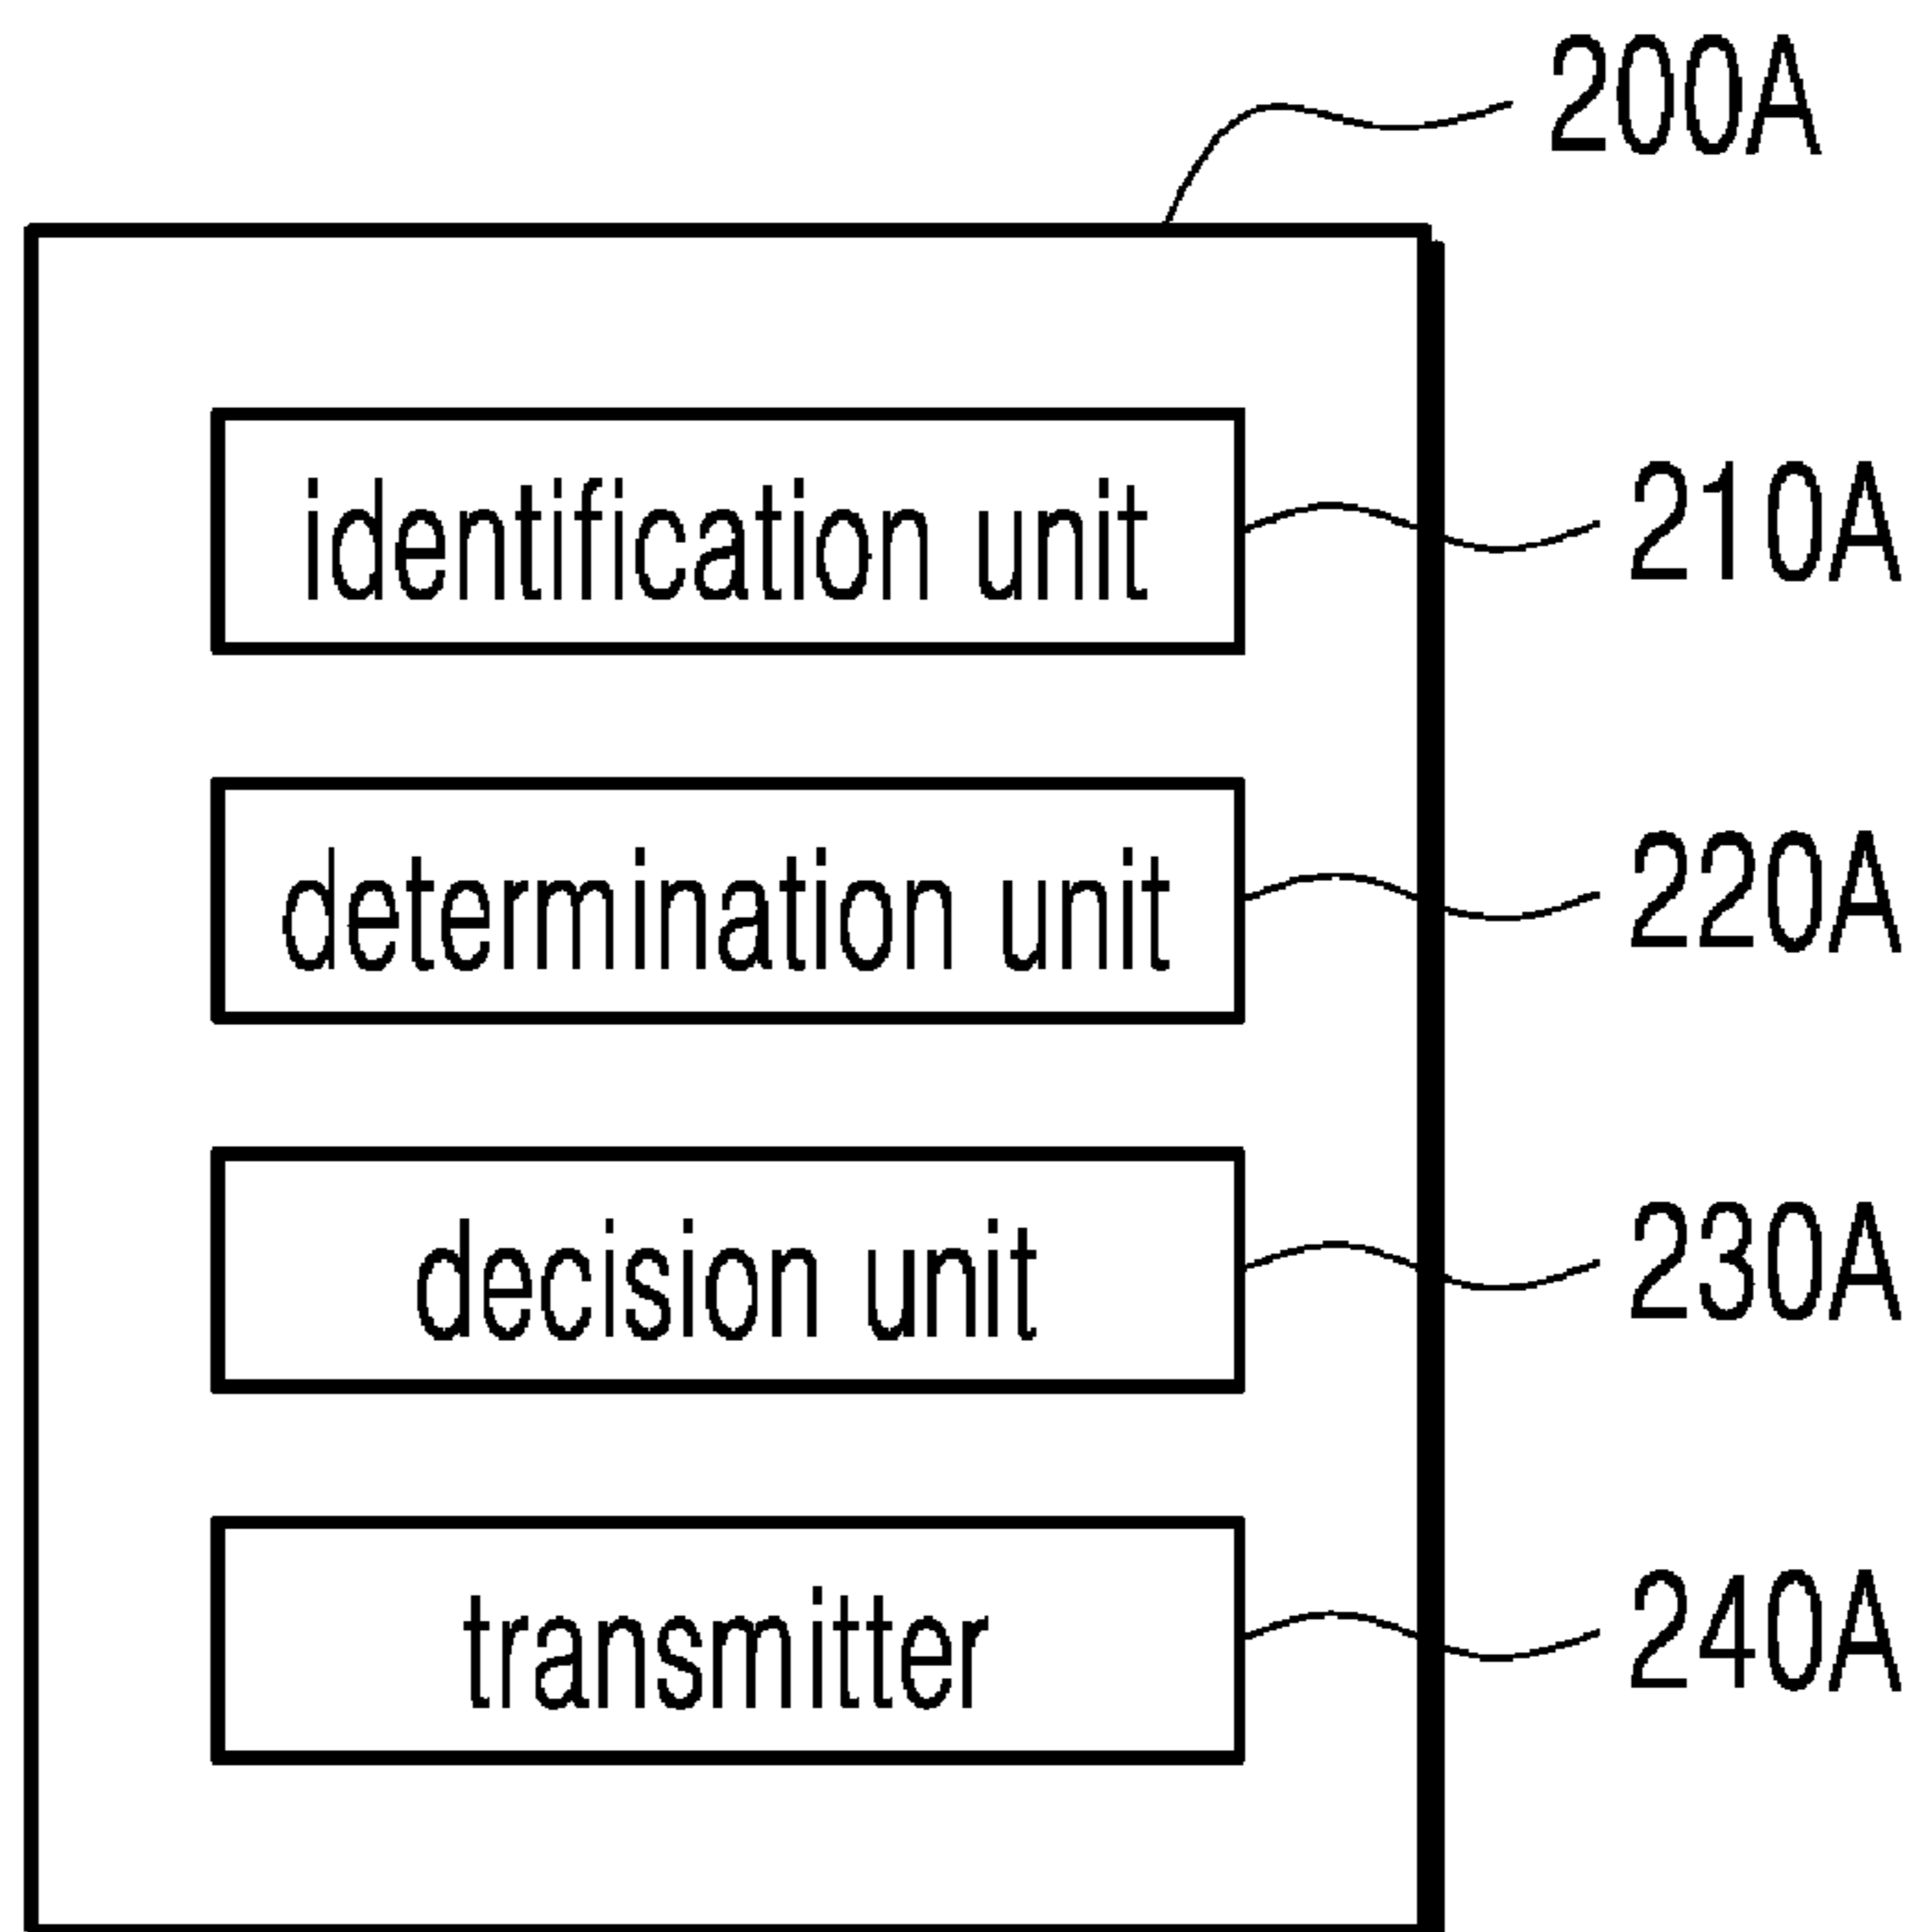 200A
identification unit 210A
determination unit 220A
decision unit 230A
transmitter 240A